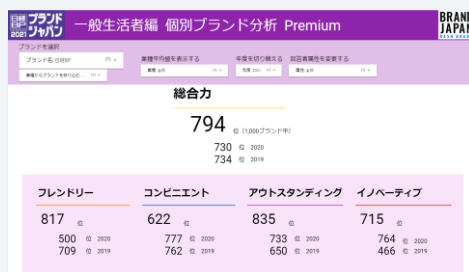 日経BP ブランド
2021 ジャパン
一般生活者編 個別ブランド分析 Premium
BRAND
JAPAN
ブランドを選択
業種平均値を表示する
年度を切り替える
回答者属性を変更する
ブランド名: 日経BP
総合力
794 位 (1,000ブランド中)
730 位 2020
734 位 2019
フレンドリー
コンビニエント
アウトスタンディング
イノベーティブ
817 位
622 位
835 位
715 位
500 位 2020
777 位 2020
733 位 2020
764 位 2020
709 位 2019
762 位 2019
650 位 2019
466 位 2019